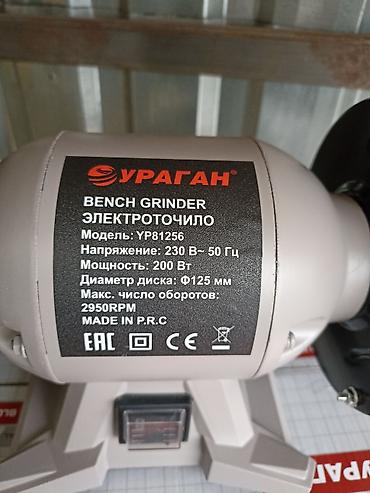 УРАГАН®
BENCH GRINDER
ЭЛЕКТРОТОЧИЛО
Модель: YP81256
Напряжение: 230 В~ 50 Гц
Мощность: 200 Вт
Диаметр диска: Ф125 мм
Макс. число оборотов:
2950RPM
MADE IN P.R.C
EAC CE
УРАГ